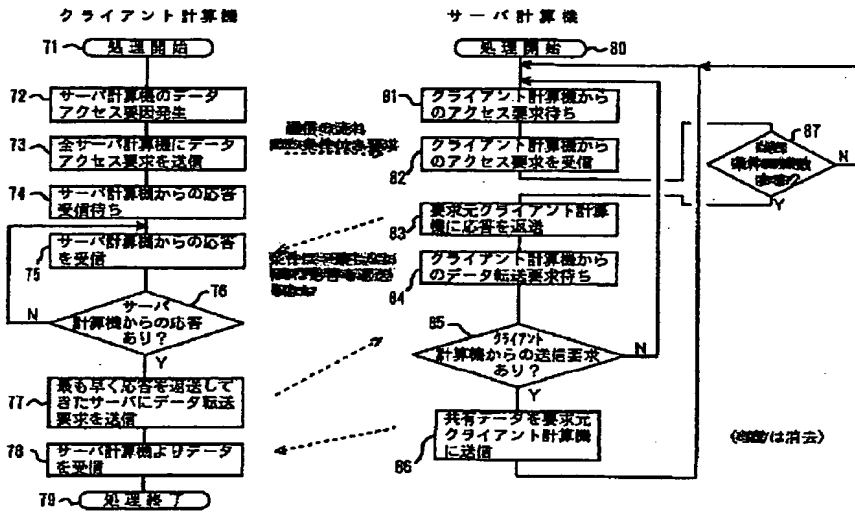 クライアント計算機
71
処理開始
72
サーバ計算機のデータ
アクセス要因発生
73
全サーバ計算機にデータ
アクセス要求を送信
74
サーバ計算機からの応答
受信待ち
75
サーバ計算機からの応答
を受信
76
サーバ
計算機からの応答
あり?
N
Y
77
最も早く応答を返送して
きたサーバにデータ転送
要求を送信
78
サーバ計算機よりデータ
を受信
79
処理終了
通信の流れ
サーバ計算機
処理開始
80
81
クライアント計算機から
のアクセス要求待ち
82
クライアント計算機から
のアクセス要求を受信
87
N
Y
83
要求元クライアント計算
機に応答を返送
84
クライアント計算機から
のデータ転送要求待ち
85
クライアント
計算機からの送信要求
あり?
N
Y
86
共有データを要求元
クライアント計算機
に送信
は消去)